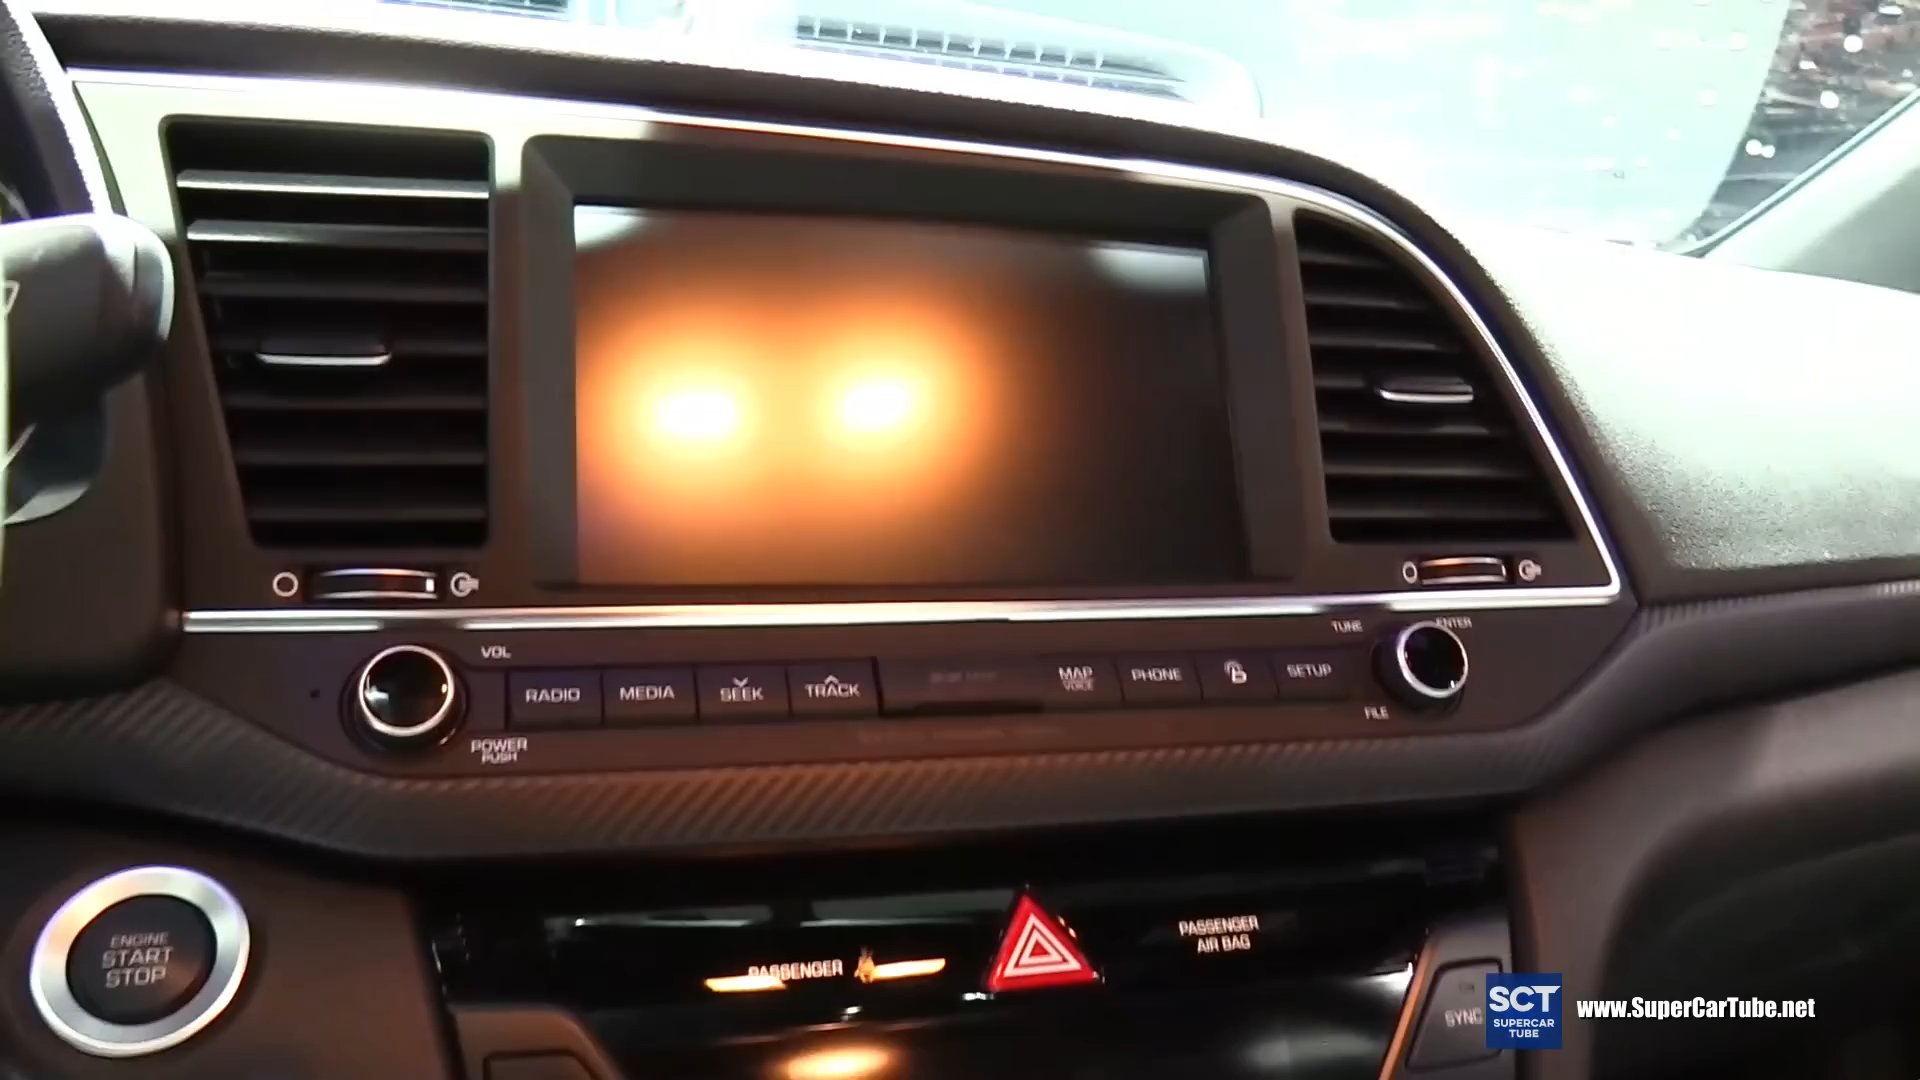 VOL
TUNE
ENTER
RADIO
MEDIA
SEEK
TRACK
MAP
VOICE
PHONE
SETUP
FILE
POWER
PUSH
ENGINE
START
STOP
PASSENGER
PASSENGER
AIR BAG
SYNC
SCT
SUPERCAR
TUBE
www.SuperCarTube.net